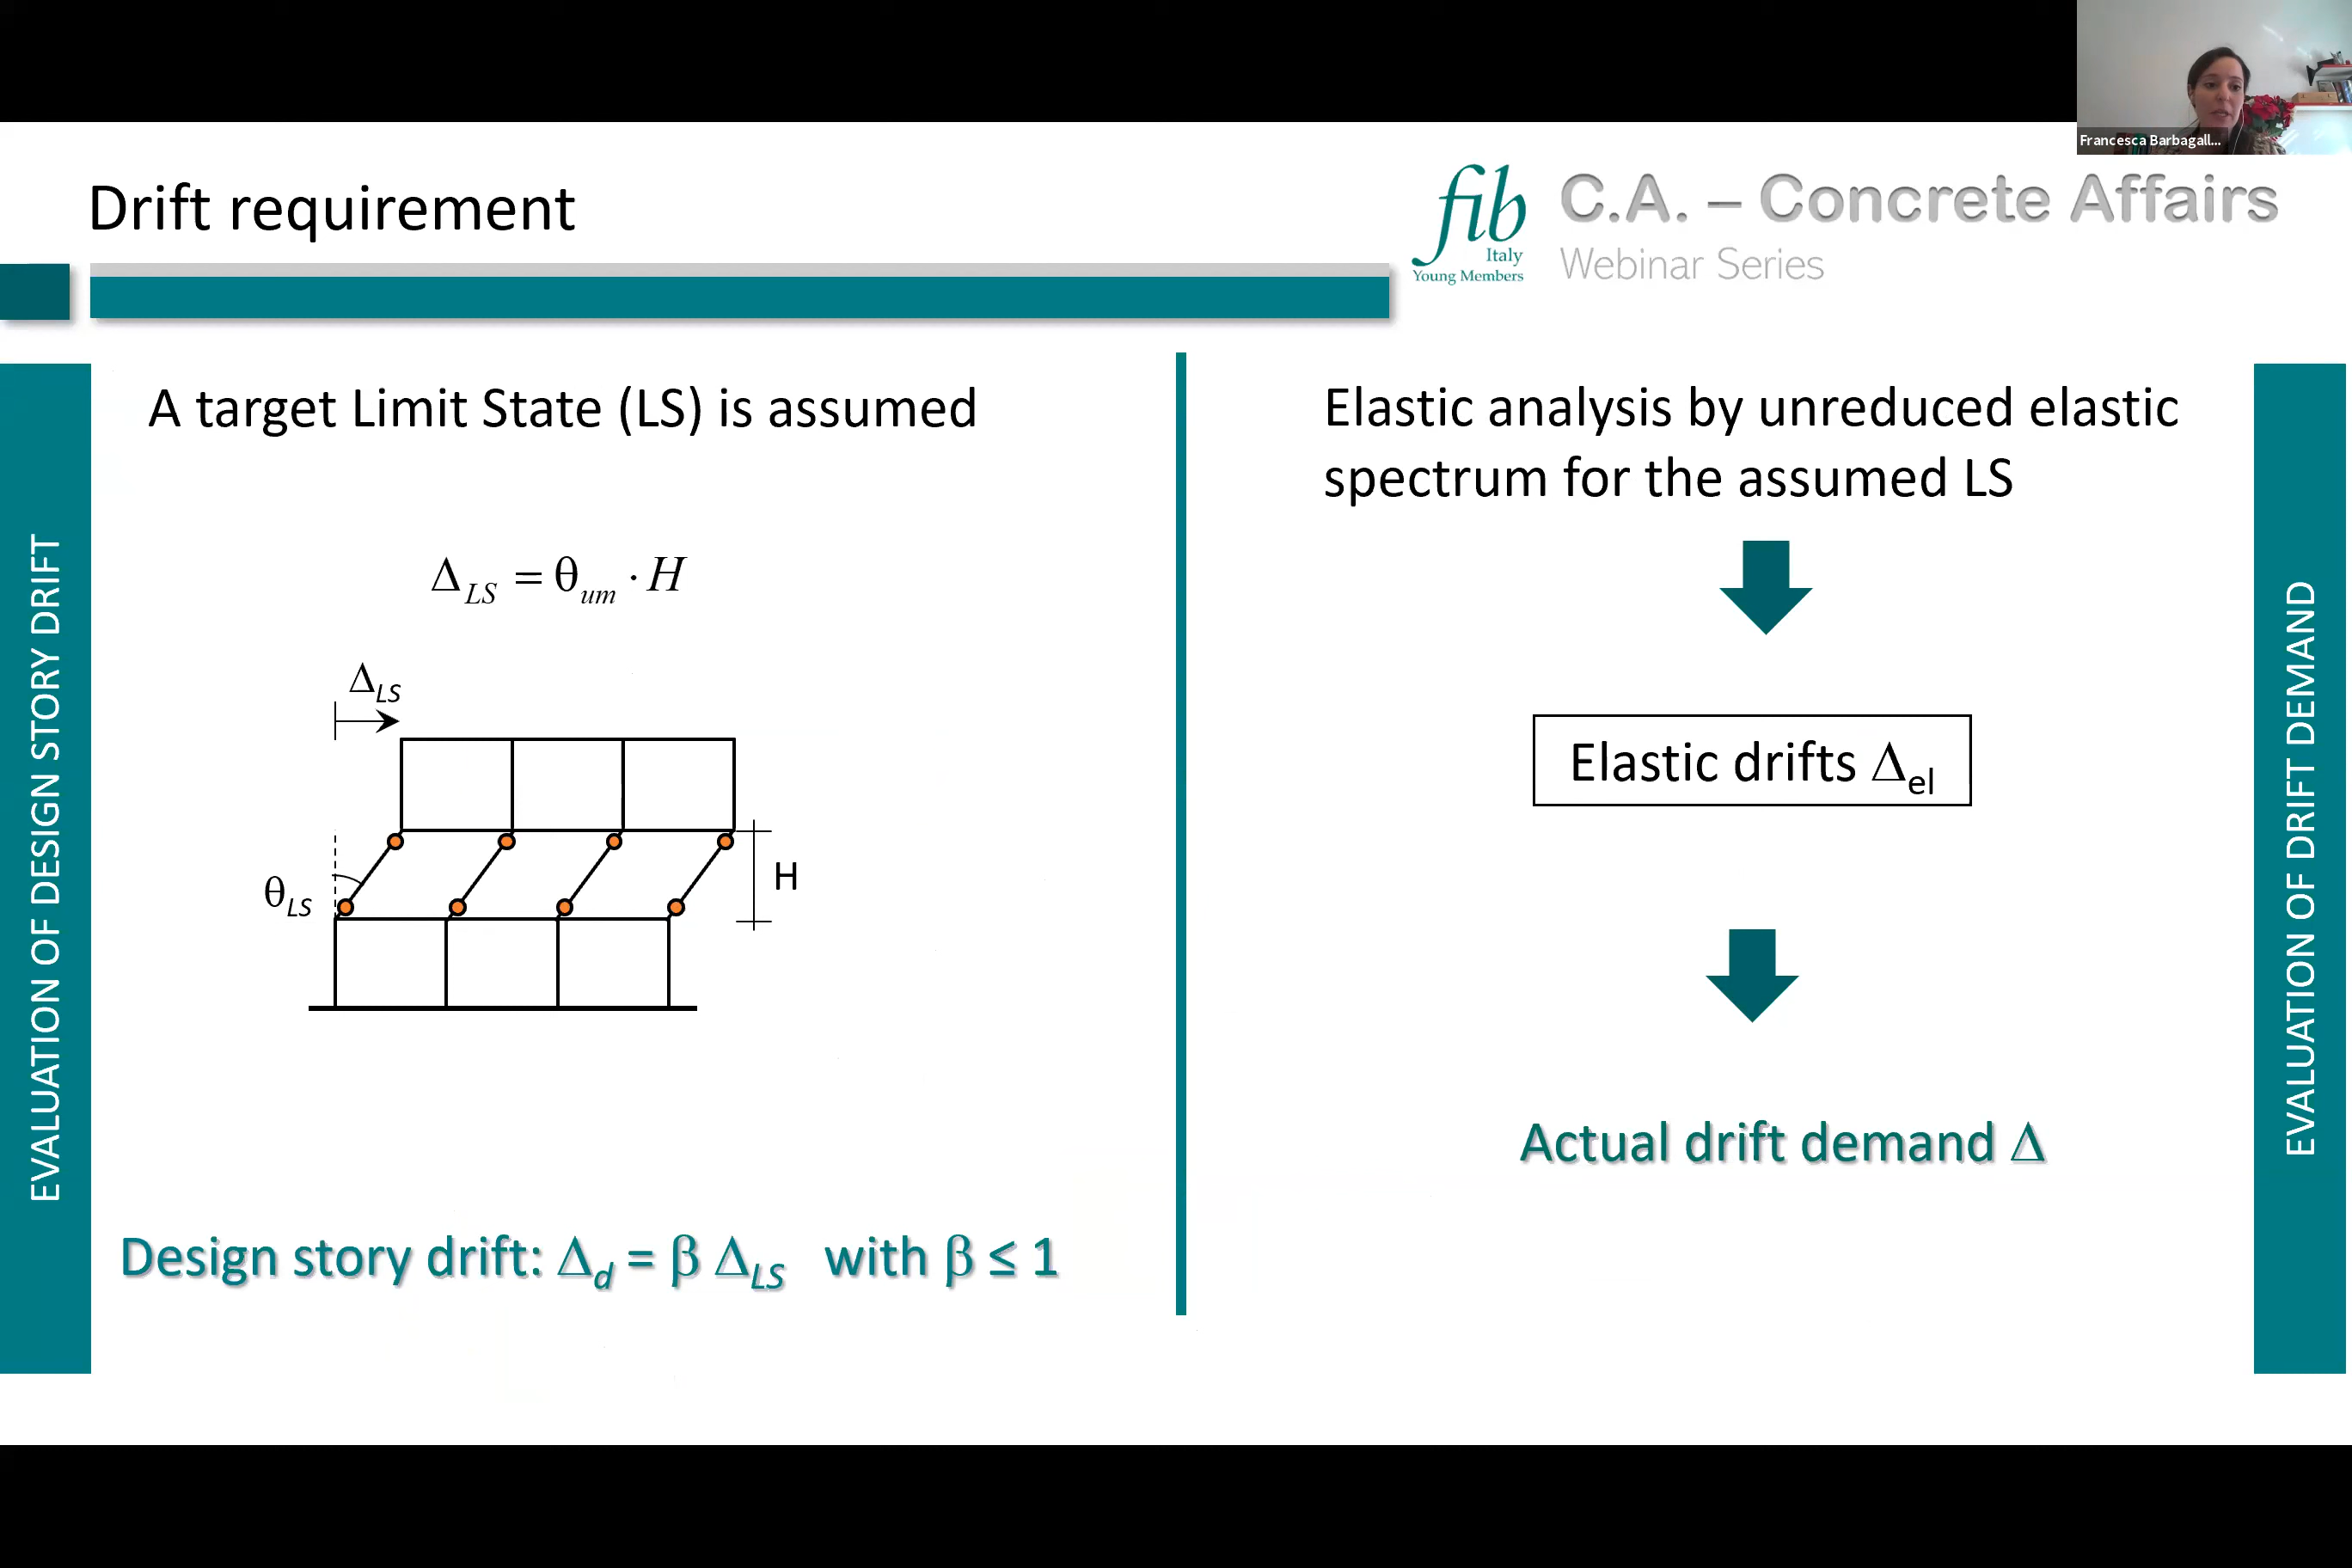 Francesca Barbagall...
Drift requirement
fib
Italy
Young Members
C.A. – Concrete Affairs
Webinar Series
EVALUATION OF DESIGN STORY DRIFT
A target Limit State (LS) is assumed
Δ_LS = θ_um · H
Δ_LS
θ_LS
H
Design story drift: Δ_d = β Δ_LS with β ≤ 1
Elastic analysis by unreduced elastic
spectrum for the assumed LS
Elastic drifts Δ_el
Actual drift demand Δ
EVALUATION OF DRIFT DEMAND